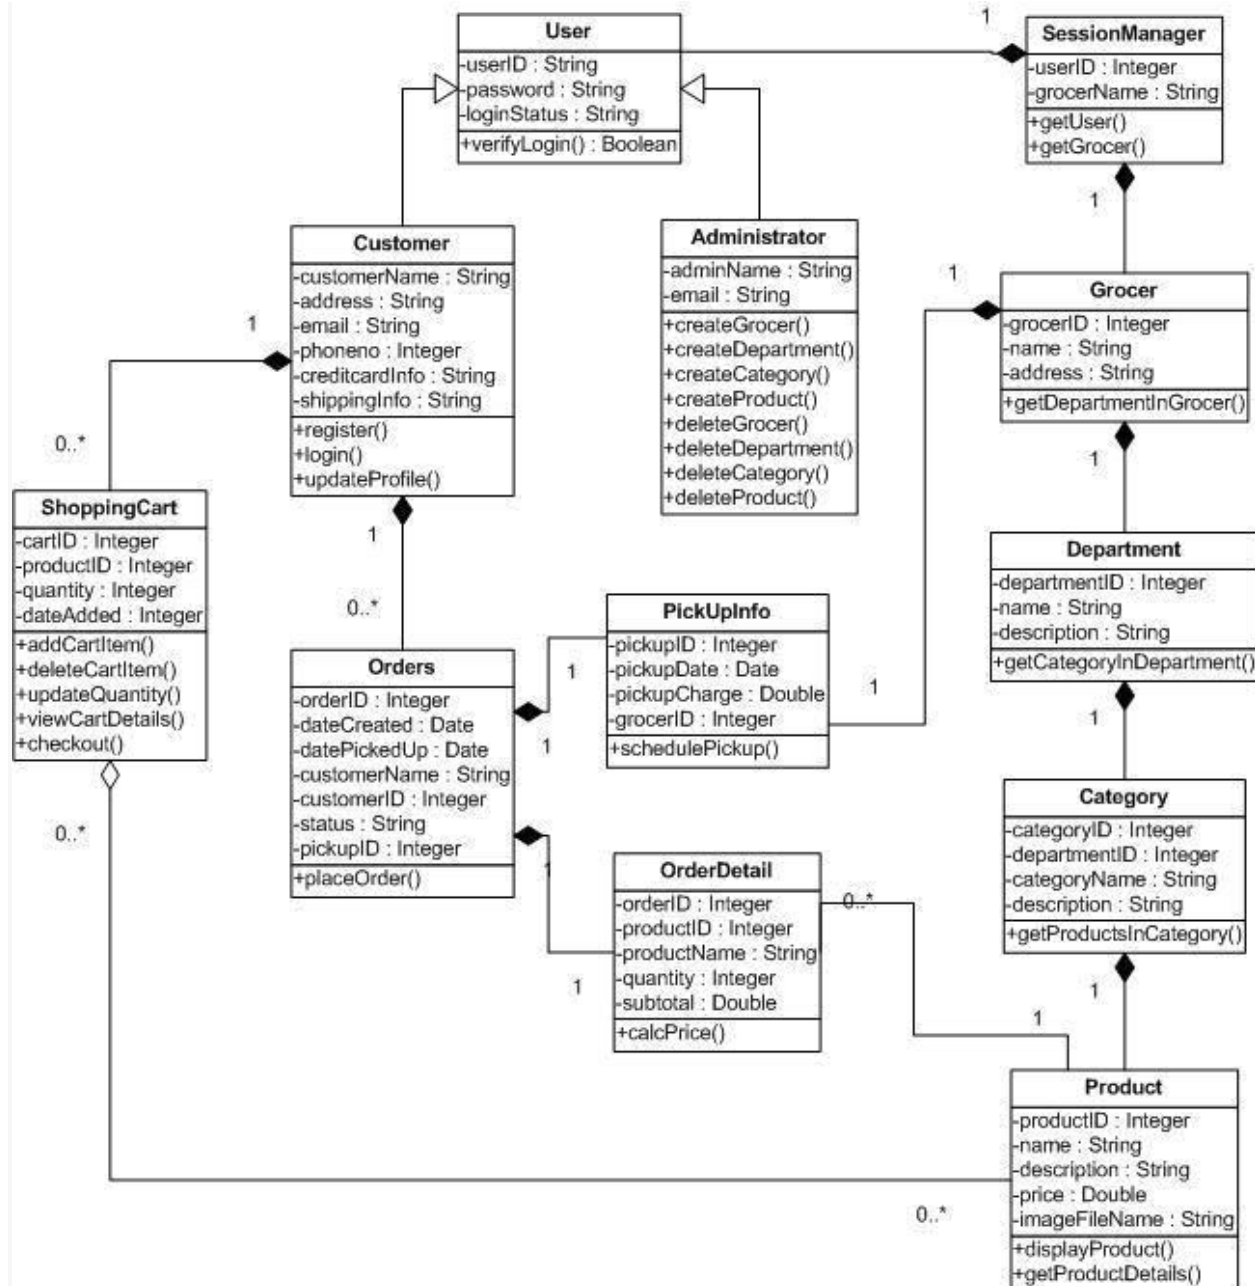 User
-userID : String
-password : String
-loginStatus : String
+verifyLogin() : Boolean
1
SessionManager
-userID : Integer
-grocerName : String
+getUser()
+getGrocer()
1
Customer
-customerName : String
-address : String
-email : String
-phoneno : Integer
-creditcardInfo : String
-shippingInfo : String
+register()
+login()
+updateProfile()
1
0..*
1
0..*
Administrator
-adminName : String
-email : String
+createGrocer()
+createDepartment()
+createCategory()
+createProduct()
+deleteGrocer()
+deleteDepartment()
+deleteCategory()
+deleteProduct()
1
Grocer
-grocerID : Integer
-name : String
-address : String
+getDepartmentInGrocer()
1
ShoppingCart
-cartID : Integer
-productID : Integer
-quantity : Integer
-dateAdded : Integer
+addCartItem()
+deleteCartItem()
+updateQuantity()
+viewCartDetails()
+checkout()
0..*
Orders
-orderID : Integer
-dateCreated : Date
-datePickedUp : Date
-customerName : String
-customerID : Integer
-status : String
-pickupID : Integer
+placeOrder()
1
1
1
1
PickUpInfo
-pickupID : Integer
-pickupDate : Date
-pickupCharge : Double
-grocerID : Integer
+schedulePickup()
1
Department
-departmentID : Integer
-name : String
-description : String
+getCategoryInDepartment()
1
OrderDetail
-orderID : Integer
-productID : Integer
-productName : String
-quantity : Integer
-subtotal : Double
+calcPrice()
0..*
1
Category
-categoryID : Integer
-departmentID : Integer
-categoryName : String
-description : String
+getProductsInCategory()
1
Product
-productID : Integer
-name : String
-description : String
-price : Double
-imageFileName : String
+displayProduct()
+getProductDetails()
0..*